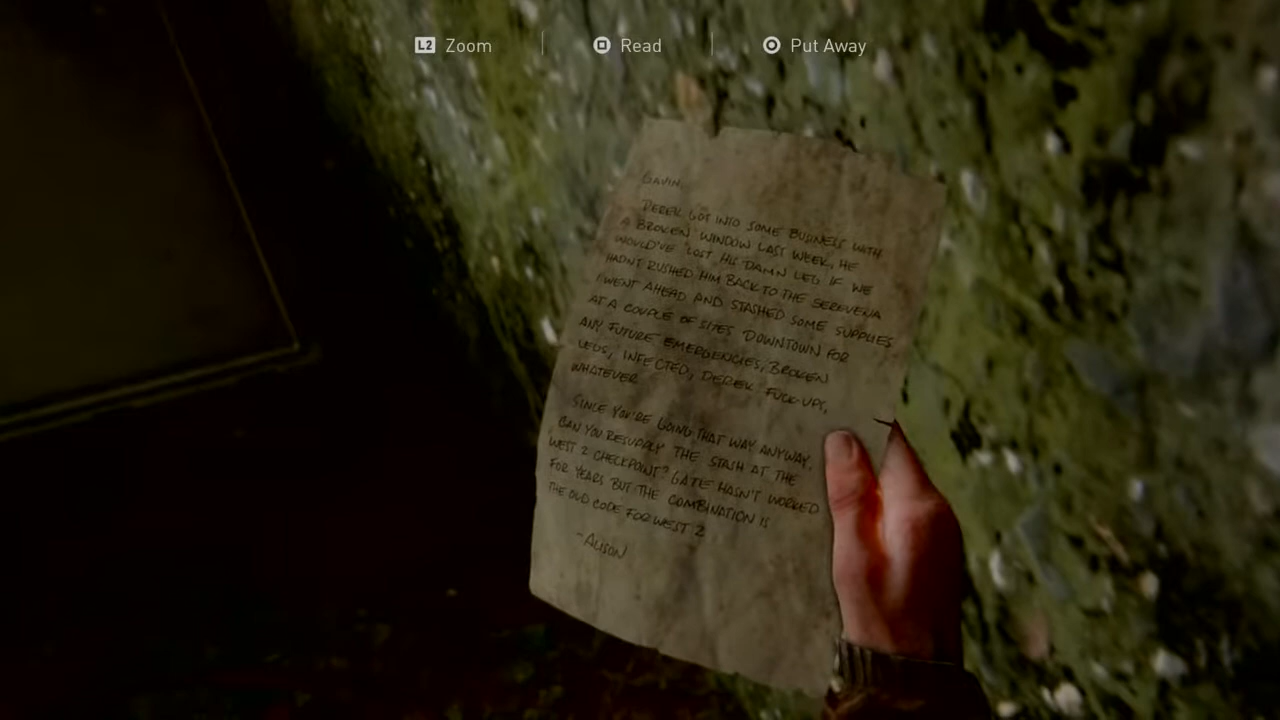 L2 Zoom
Read
Put Away
GAVIN,
DEREK GOT INTO SOME BUSINESS WITH
A BROKEN WINDOW LAST WEEK, HE
WOULD'VE LOST HIS DAMN LEG IF WE
HADN'T RUSHED HIM BACK TO THE SEREVENA
I WENT AHEAD AND STASHED SOME SUPPLIES
AT A COUPLE OF SITES DOWNTOWN FOR
ANY FUTURE EMERGENCIES, BROKEN
LEGS, INFECTED, DEREK FUCK-UPS,
WHATEVER
SINCE YOU'RE GOING THAT WAY ANYWAY,
CAN YOU RESUPPLY THE STASH AT THE
WEST 2 CHECKPOINT? GATE HASN'T WORKED
FOR YEARS BUT THE COMBINATION IS
THE OLD CODE FOR WEST 2
-ALISON